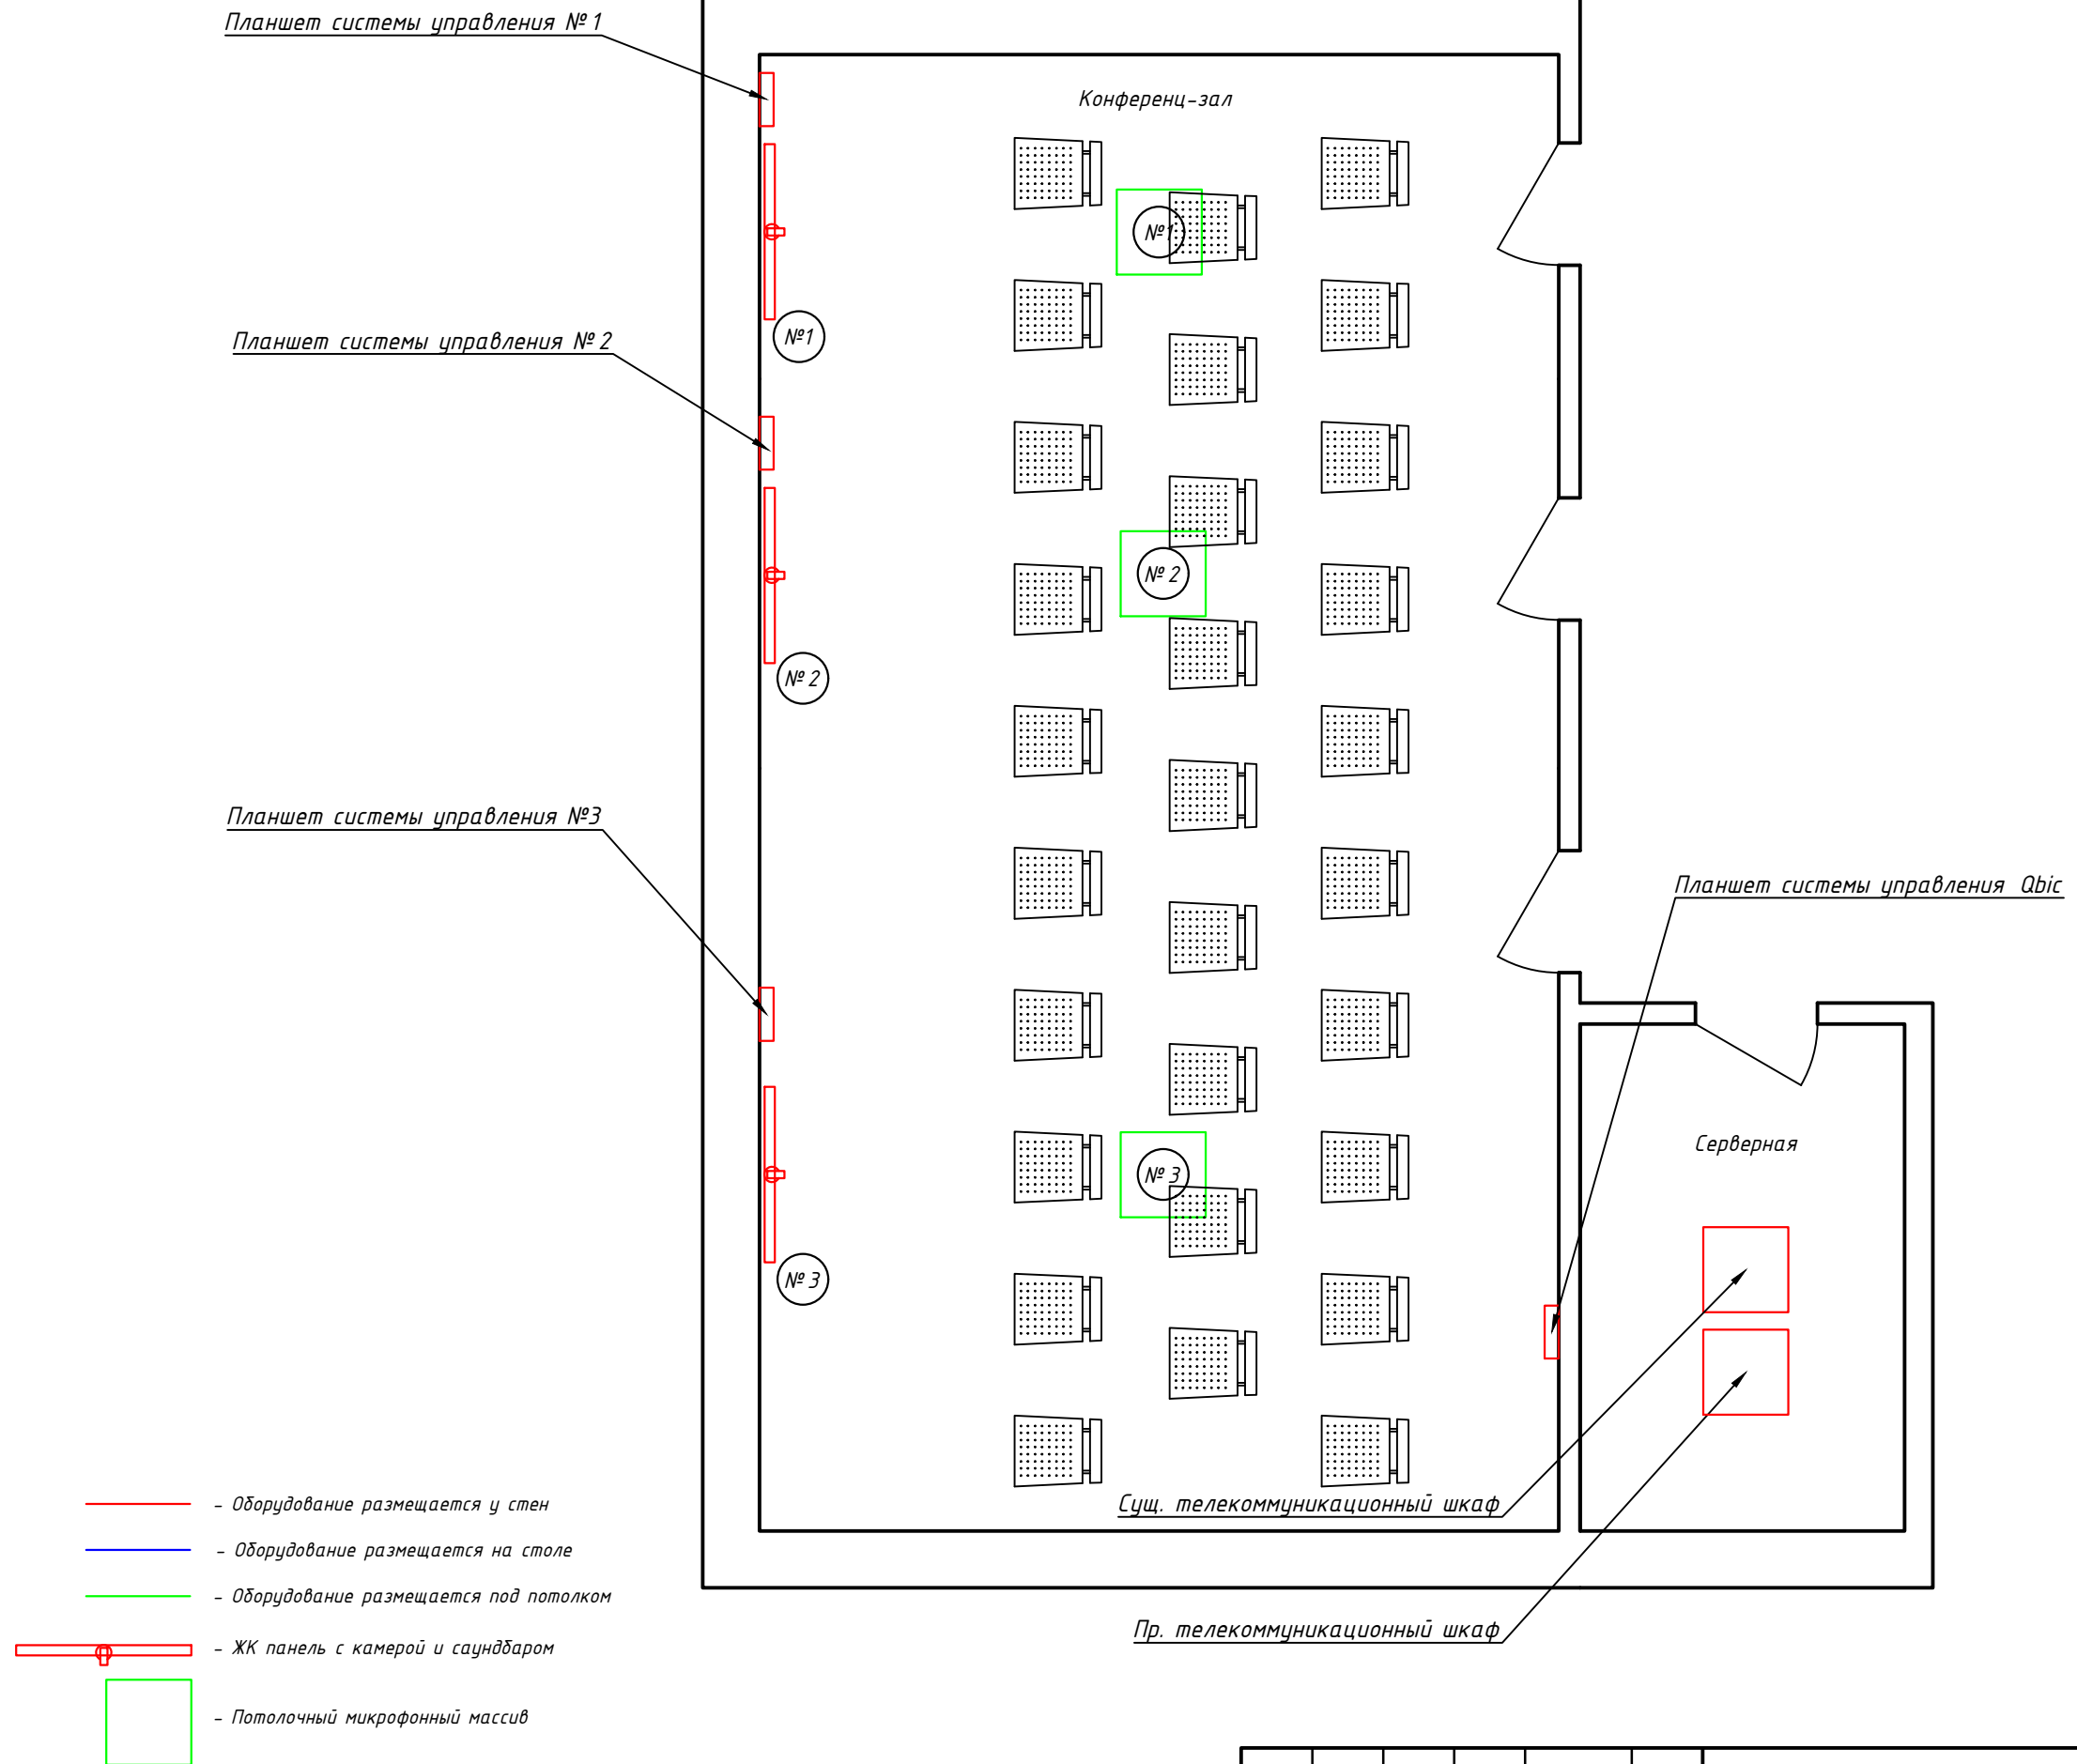 Планшет системы управления № 1
Конференц-зал
№1
№1
Планшет системы управления № 2
№ 2
№ 2
Планшет системы управления №3
Планшет системы управления Qbic
Серверная
№ 3
№ 3
Сущ. телекоммуникационный шкаф
Пр. телекоммуникационный шкаф
- Оборудование размещается у стен
- Оборудование размещается на столе
- Оборудование размещается под потолком
- ЖК панель с камерой и саундбаром
- Потолочный микрофонный массив